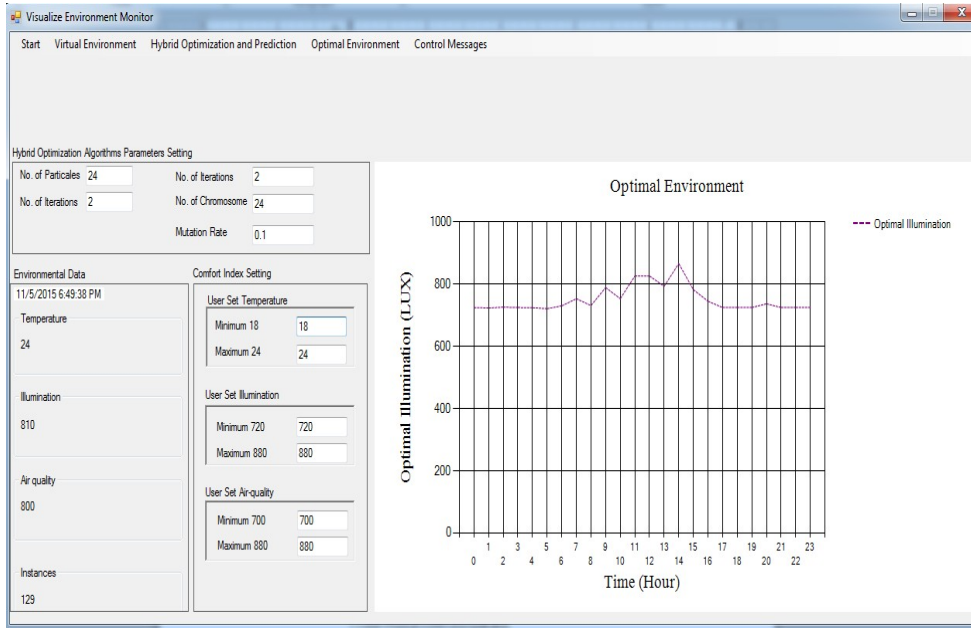 Visualize Environment Monitor
Start Virtual Environment Hybrid Optimization and Prediction Optimal Environment Control Messages
Hybrid Optimization Algorithms Parameters Setting
No. of Particales 24 No. of Iterations 2
No. of Iterations 2 No. of Chromosome 24
Mutation Rate 0.1
Environmental Data
11/5/2015 6:49:38 PM
Temperature
24
Illumination
810
Air quality
800
Instances
129
Comfort Index Setting
User Set Temperature
Minimum 18 18
Maximum 24 24
User Set Illumination
Minimum 720 720
Maximum 880 880
User Set Air-quality
Minimum 700 700
Maximum 880 880
Optimal Environment
Optimal Illumination
Optimal Illumination (LUX)
1000
800
600
400
200
0
1 3 5 7 9 11 13 15 17 19 21 23
0 2 4 6 8 10 12 14 16 18 20 22
Time (Hour)